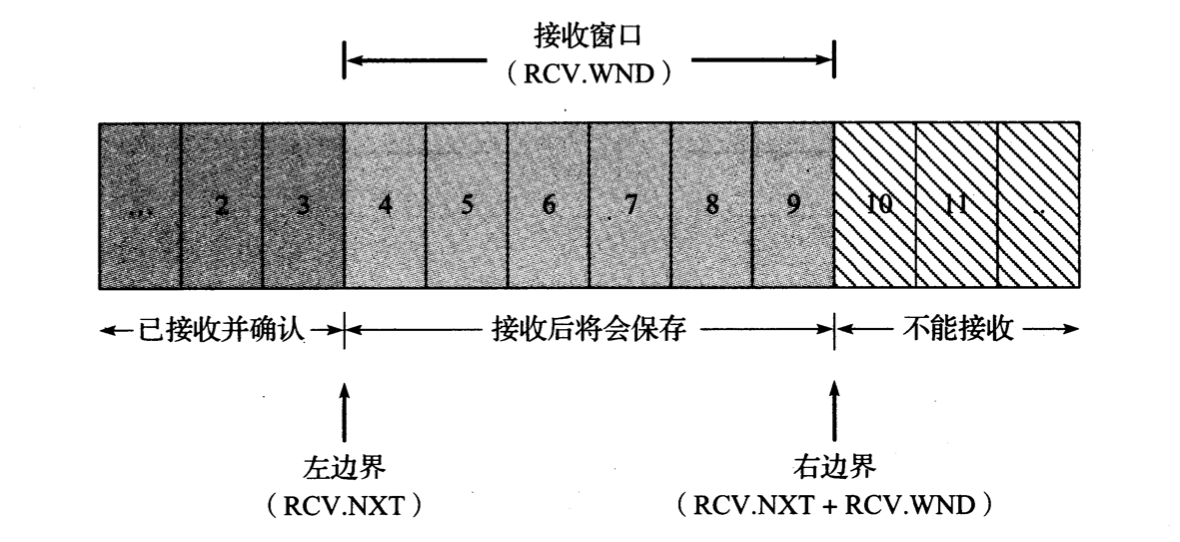 接收窗口
（RCV.WND）
... 2 3 4 5 6 7 8 9 10 11 ..
已接收并确认 接收后将会保存 不能接收
左边界 右边界
（RCV.NXT） （RCV.NXT + RCV.WND）